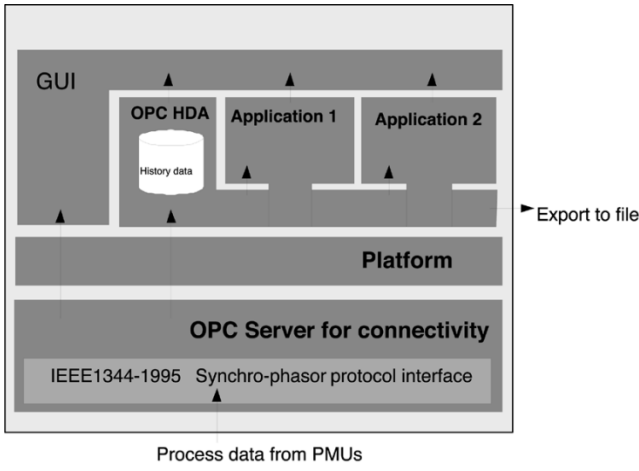 GUI
OPC HDA
Application 1
Application 2
History data
Export to file
Platform
OPC Server for connectivity
IEEE1344-1995 Synchro-phasor protocol interface
Process data from PMUs